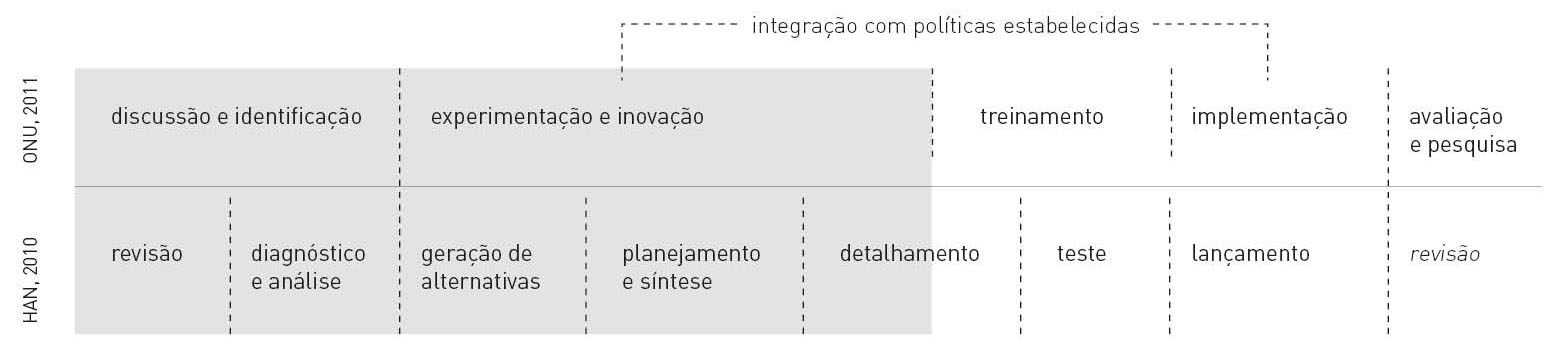 integração com políticas estabelecidas
ONU, 2011
discussão e identificação
experimentação e inovação
treinamento
implementação
avaliação
e pesquisa
HAN, 2010
revisão
diagnóstico
e análise
geração de
alternativas
planejamento
e síntese
detalhamento
teste
lançamento
revisão